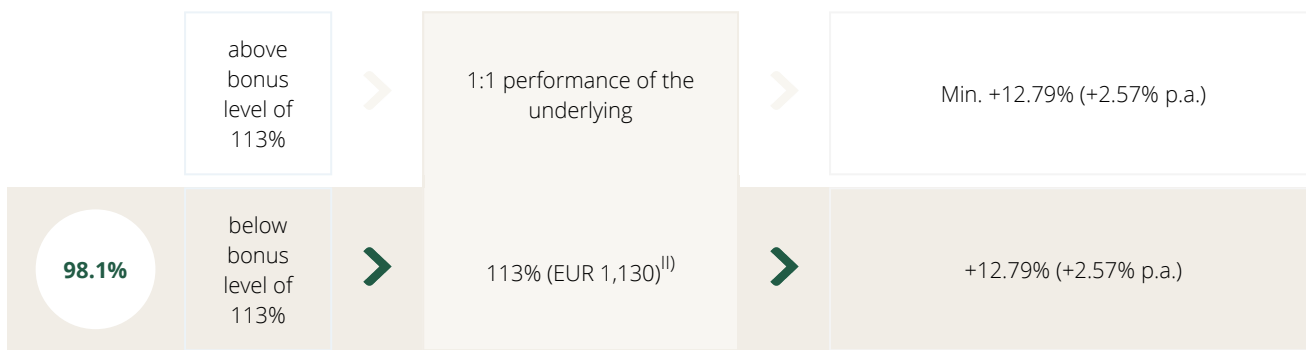 above
bonus
level of
113%
1:1 performance of the
underlying
Min. +12.79% (+2.57% p.a.)
98.1%
below
bonus
level of
113%
113% (EUR 1,130)II)
+12.79% (+2.57% p.a.)